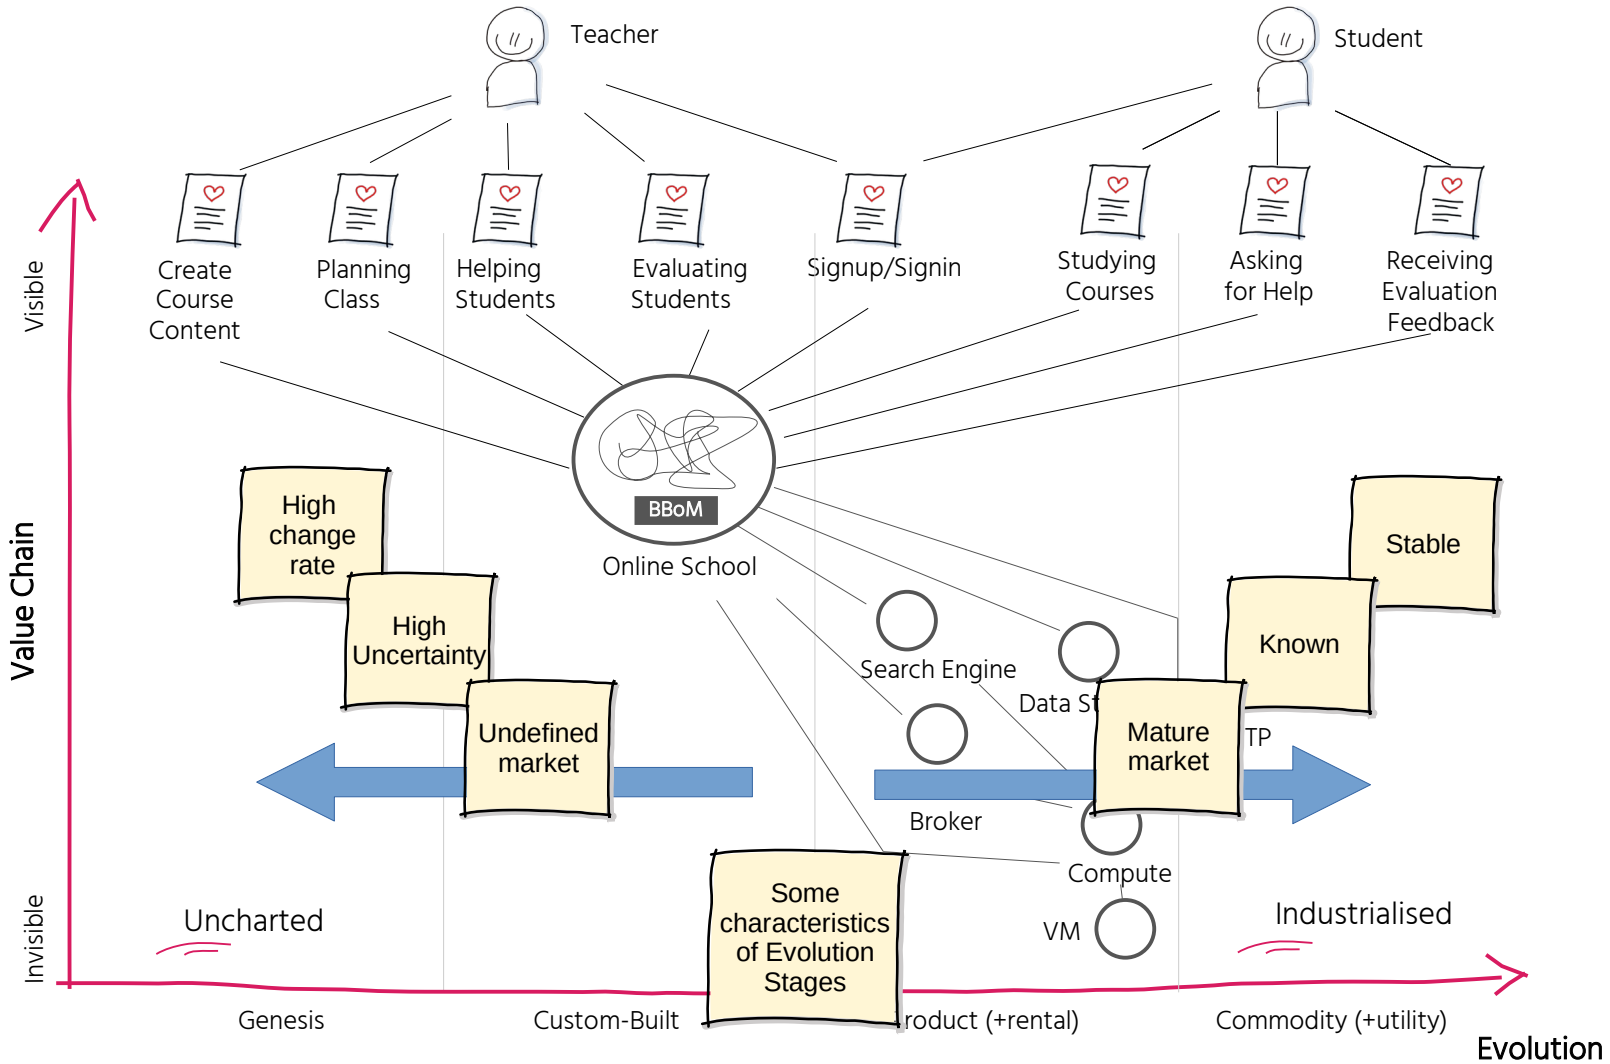 Teacher
Student
Create
Course
Content
Planning
Class
Helping
Students
Evaluating
Students
Signup/Signin
Studying
Courses
Asking
for Help
Receiving
Evaluation
Feedback
Visible
Value Chain
Invisible
BBoM
Online School
High
change
rate
High
Uncertainty
Undefined
market
Stable
Known
Mature
market
Search Engine
Data St
TP
Broker
Compute
VM
Some
characteristics
of Evolution
Stages
Uncharted
Industrialised
Genesis
Custom-Built
roduct (+rental)
Commodity (+utility)
Evolution